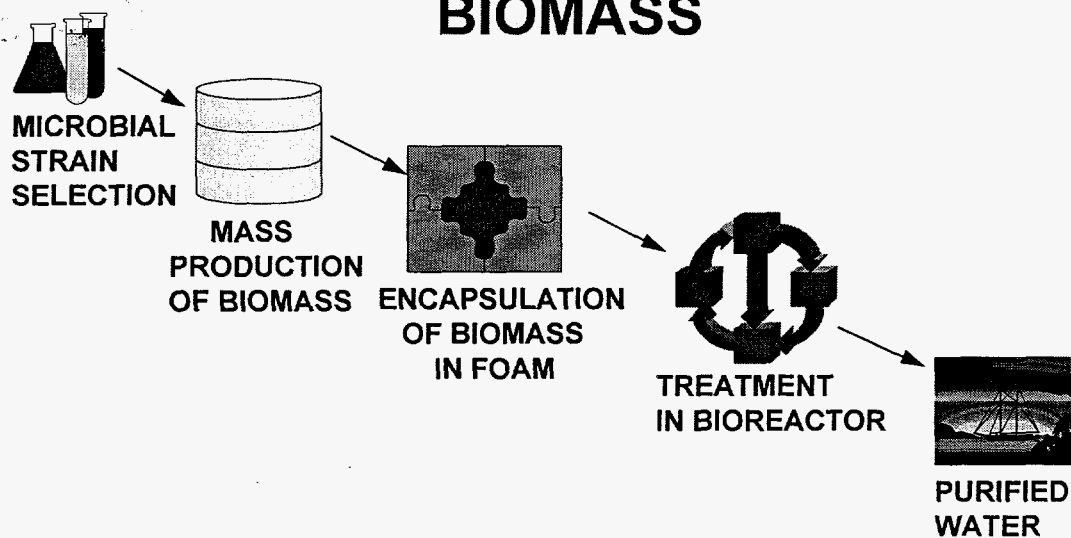 BIOMASS
MICROBIAL
STRAIN
SELECTION
MASS
PRODUCTION
OF BIOMASS
ENCAPSULATION
OF BIOMASS
IN FOAM
TREATMENT
IN BIOREACTOR
PURIFIED
WATER